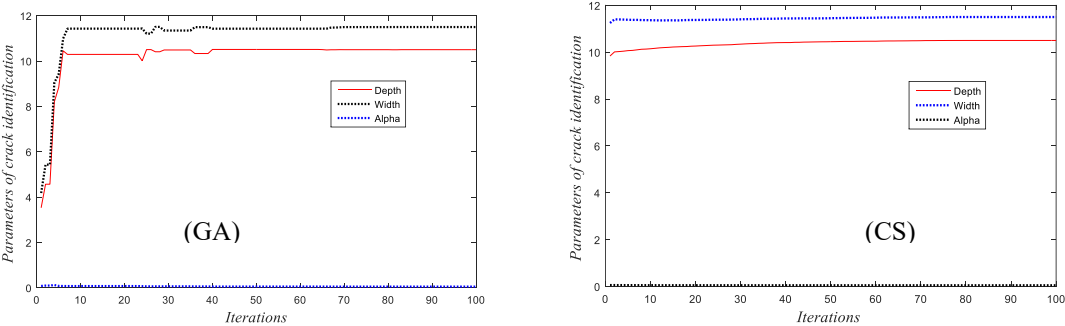 Parameters of crack identification
12
10
8
6
4
2
0
0 10 20 30 40 50 60 70 80 90 100
Iterations
Depth
Width
Alpha
(GA)
Parameters of crack identification
12
10
8
6
4
2
0
0 10 20 30 40 50 60 70 80 90 100
Iterations
Depth
Width
Alpha
(CS)